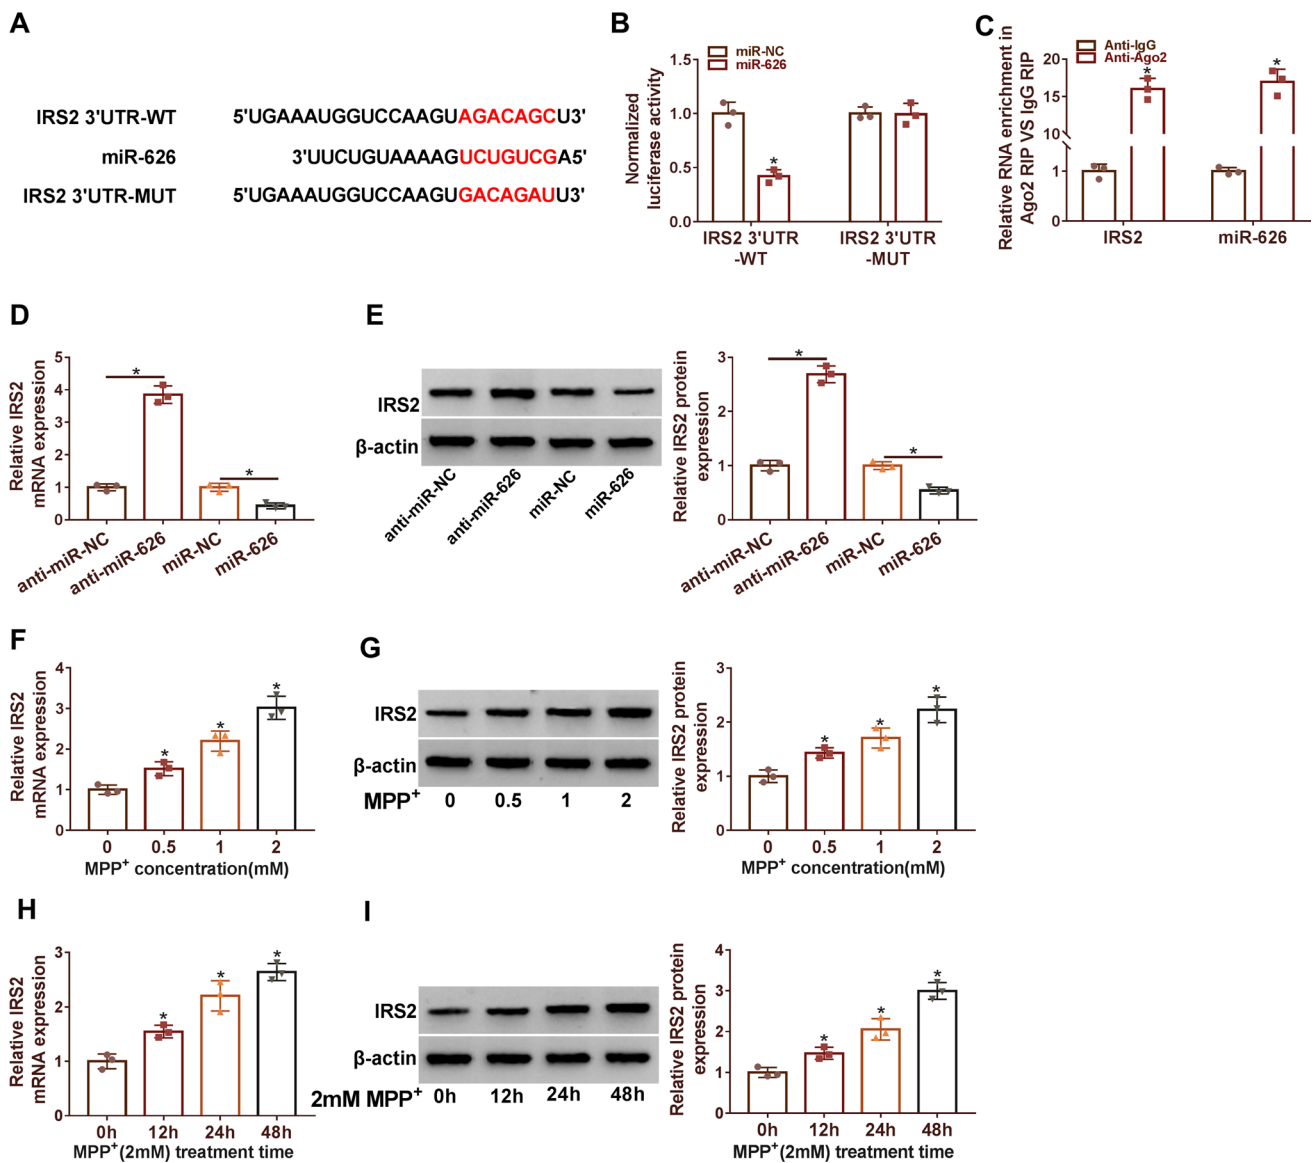 A
IRS2 3'UTR-WT 5'UGAAAUGGUCCAAGUAGACAGCU3'
miR-626 3'UUCUGUAAAAGUCUGUCGA5'
IRS2 3'UTR-MUT 5'UGAAAUGGUCCAAGUGACAGAUU3'
B
Normalized
luciferase activity
1.5
1.0
0.5
0.0
miR-NC
miR-626
*
IRS2 3'UTR
-WT
IRS2 3'UTR
-MUT
C
Relative RNA enrichment in
Ago2 RIP VS IgG RIP
20
15
10
1
0
Anti-IgG
Anti-Ago2
* *
IRS2 miR-626
D
Relative IRS2
mRNA expression
5
4
3
2
1
0
* *
anti-miR-NC
anti-miR-626
miR-NC
miR-626
E
IRS2
β-actin
anti-miR-NC
anti-miR-626
miR-NC
miR-626
Relative IRS2 protein
expression
3
2
1
0
* *
anti-miR-NC
anti-miR-626
miR-NC
miR-626
F
Relative IRS2
mRNA expression
4
3
2
1
0
* * *
0 0.5 1 2
MPP+ concentration(mM)
G
IRS2
β-actin
MPP+ 0 0.5 1 2
Relative IRS2 protein
expression
3
2
1
0
* * *
0 0.5 1 2
MPP+ concentration(mM)
H
Relative IRS2
mRNA expression
3
2
1
0
* * *
0h 12h 24h 48h
MPP+(2mM) treatment time
I
IRS2
β-actin
2mM MPP+ 0h 12h 24h 48h
Relative IRS2 protein
expression
4
3
2
1
0
* * *
0h 12h 24h 48h
MPP+(2mM) treatment time